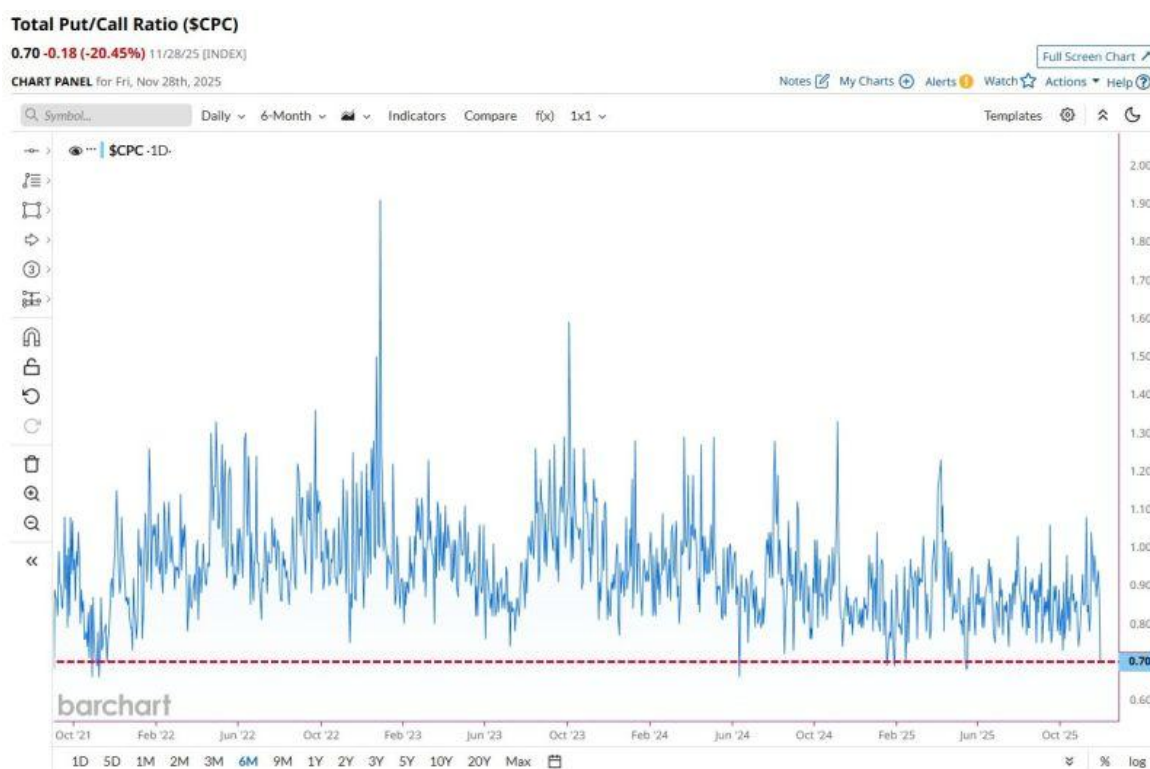 Total Put/Call Ratio ($CPC)
0.70 -0.18 (-20.45%) 11/28/25 [INDEX]
Full Screen Chart
CHART PANEL for Fri, Nov 28th, 2025
Notes My Charts Alerts Watch Actions Help
Symbol... Daily 6-Month Indicators Compare f(x) 1x1 Templates
$CPC ·1D·
2.00
1.90
1.80
1.70
1.60
1.50
1.40
1.30
1.20
1.10
1.00
0.90
0.80
0.70
0.60
barchart
Oct '21 Feb '22 Jun '22 Oct '22 Feb '23 Jun '23 Oct '23 Feb '24 Jun '24 Oct '24 Feb '25 Jun '25 Oct '25
1D 5D 1M 2M 3M 6M 9M 1Y 2Y 3Y 5Y 10Y 20Y Max % log